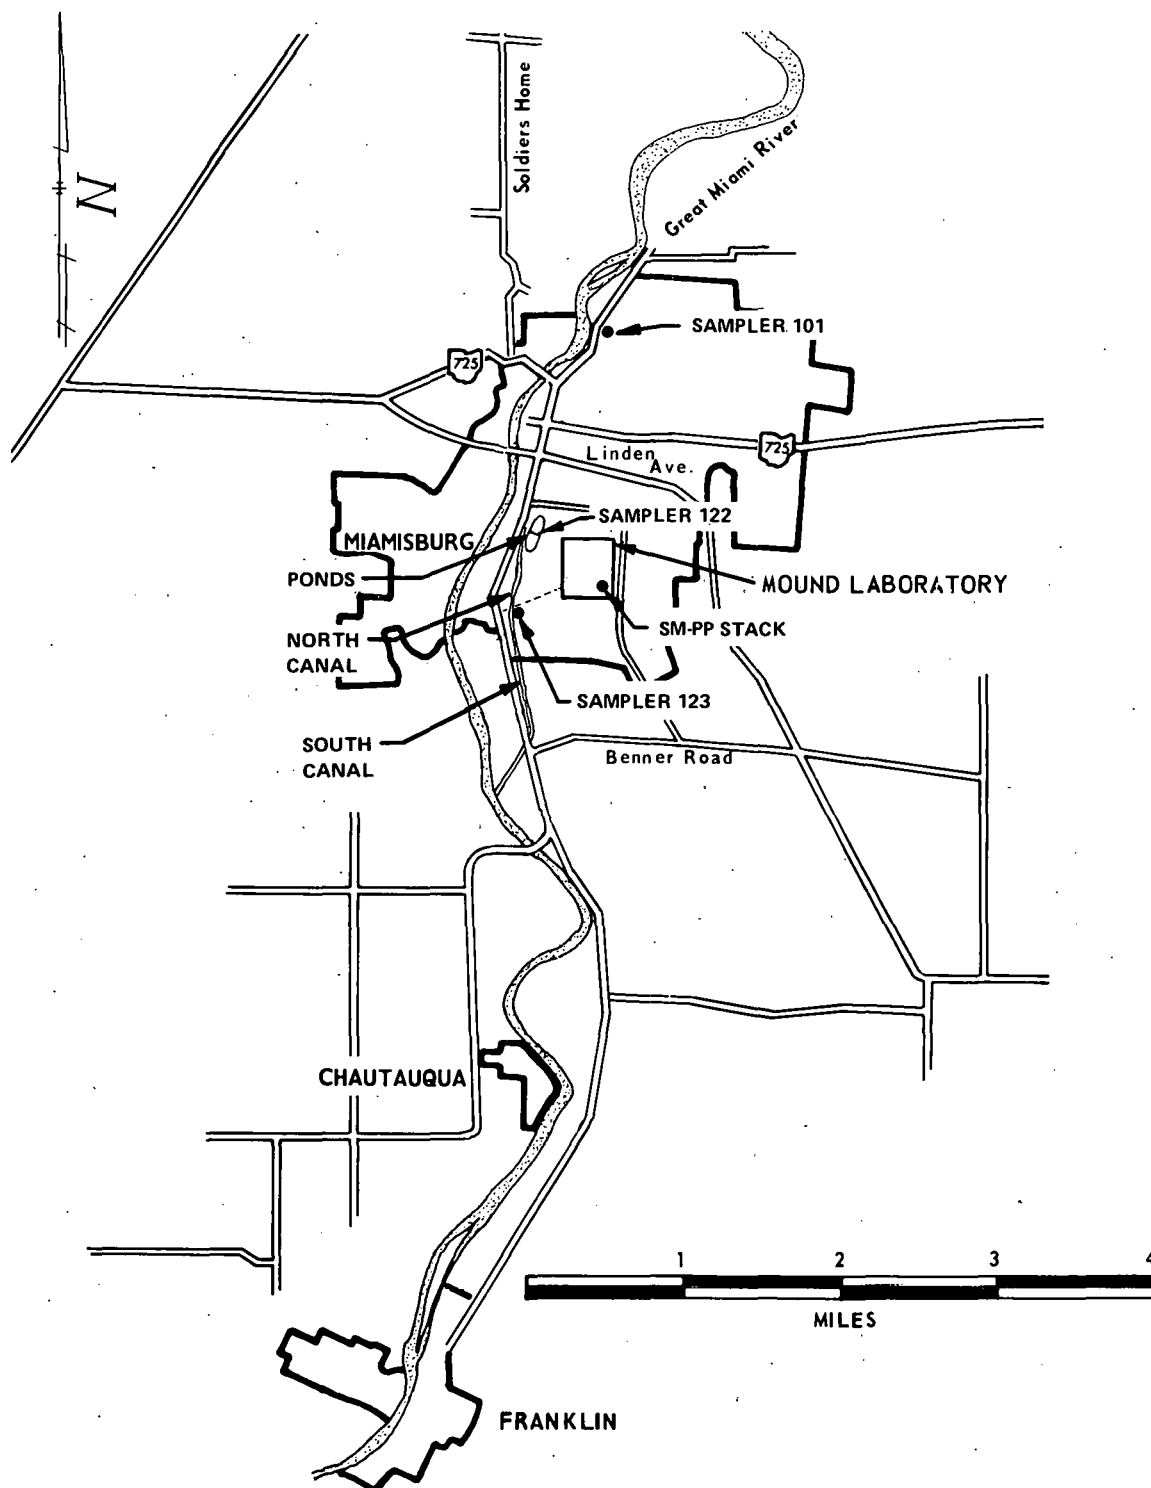 Soldiers Home
Great Miami River
N
SAMPLER 101
725
725
Linden
Ave.
SAMPLER 122
MIAMISBURG
PONDS
MOUND LABORATORY
SM-PP STACK
NORTH
CANAL
SAMPLER 123
SOUTH
CANAL
Benner Road
CHAUTAUQUA
1 2 3 4
MILES
FRANKLIN